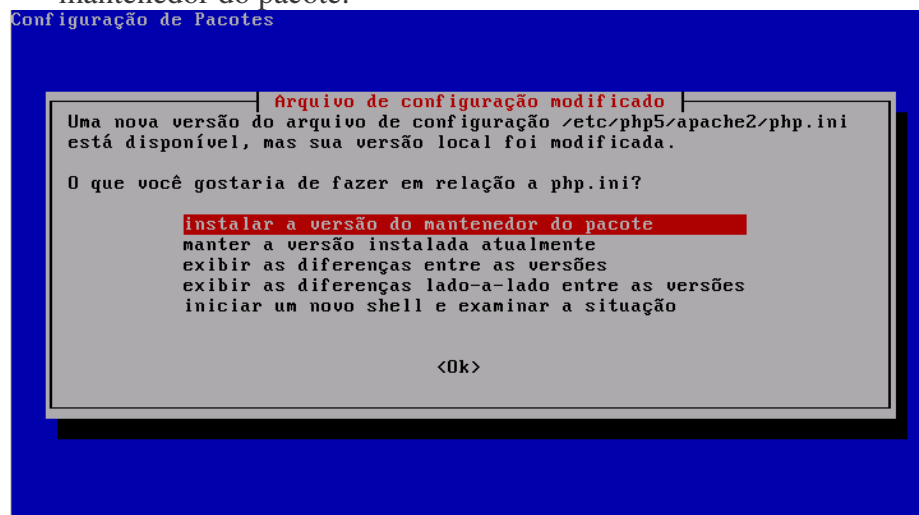 mantenedor do pacote.
Configuração de Pacotes
Arquivo de configuração modificado
Uma nova versão do arquivo de configuração /etc/php5/apache2/php.ini
está disponível, mas sua versão local foi modificada.
O que você gostaria de fazer em relação a php.ini?
instalar a versão do mantenedor do pacote
manter a versão instalada atualmente
exibir as diferenças entre as versões
exibir as diferenças lado-a-lado entre as versões
iniciar um novo shell e examinar a situação
<Ok>